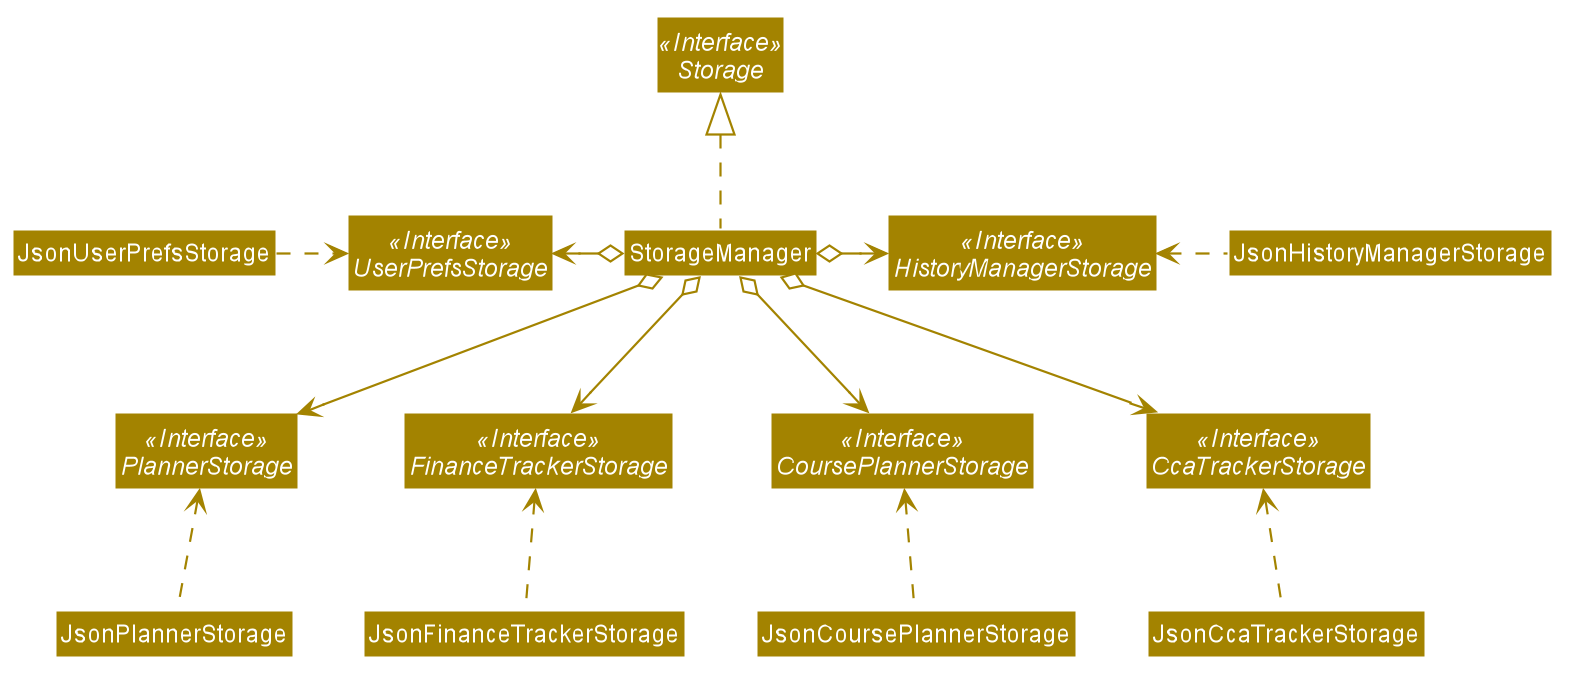 «Interface»
Storage
JsonUserPrefsStorage
«Interface»
UserPrefsStorage
StorageManager
«Interface»
HistoryManagerStorage
JsonHistoryManagerStorage
«Interface»
PlannerStorage
«Interface»
FinanceTrackerStorage
«Interface»
CoursePlannerStorage
«Interface»
CcaTrackerStorage
JsonPlannerStorage
JsonFinanceTrackerStorage
JsonCoursePlannerStorage
JsonCcaTrackerStorage